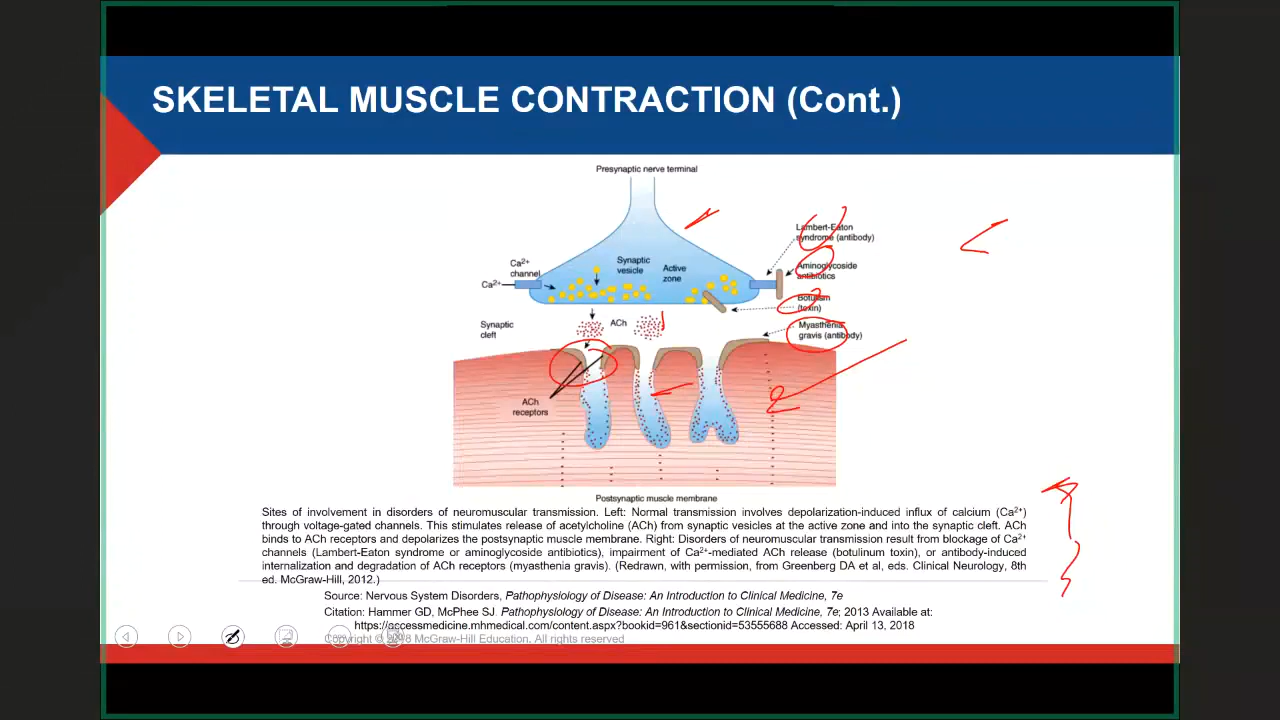 SKELETAL MUSCLE CONTRACTION (Cont.)
Presynaptic nerve terminal
Lambert-Eaton
syndrome (antibody)
Ca2+
channel
Synaptic
vesicle
Active
zone
Aminoglycoside
antibiotics
Ca2+
Botulism
(toxin)
Synaptic
cleft
ACh
Myasthenia
gravis (antibody)
ACh
receptors
Postsynaptic muscle membrane
Sites of involvement in disorders of neuromuscular transmission. Left: Normal transmission involves depolarization-induced influx of calcium (Ca2+)
through voltage-gated channels. This stimulates release of acetylcholine (ACh) from synaptic vesicles at the active zone and into the synaptic cleft. ACh
binds to ACh receptors and depolarizes the postsynaptic muscle membrane. Right: Disorders of neuromuscular transmission result from blockage of Ca2+
channels (Lambert-Eaton syndrome or aminoglycoside antibiotics), impairment of Ca2+-mediated ACh release (botulinum toxin), or antibody-induced
internalization and degradation of ACh receptors (myasthenia gravis). (Redrawn, with permission, from Greenberg DA et al, eds. Clinical Neurology, 8th
ed. McGraw-Hill, 2012.)
Source: Nervous System Disorders, Pathophysiology of Disease: An Introduction to Clinical Medicine, 7e
Citation: Hammer GD, McPhee SJ. Pathophysiology of Disease: An Introduction to Clinical Medicine, 7e; 2013 Available at:
https://accessmedicine.mhmedical.com/content.aspx?bookid=961&sectionid=53555688 Accessed: April 13, 2018
Copyright © 2018 McGraw-Hill Education. All rights reserved